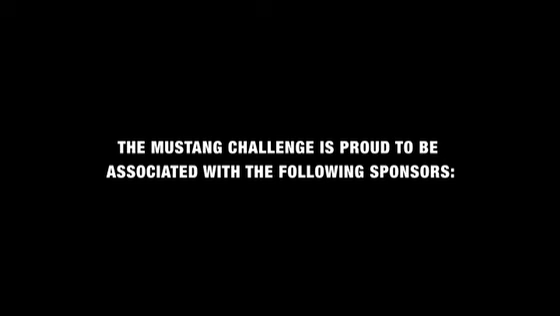 THE MUSTANG CHALLENGE IS PROUD TO BE
ASSOCIATED WITH THE FOLLOWING SPONSORS: